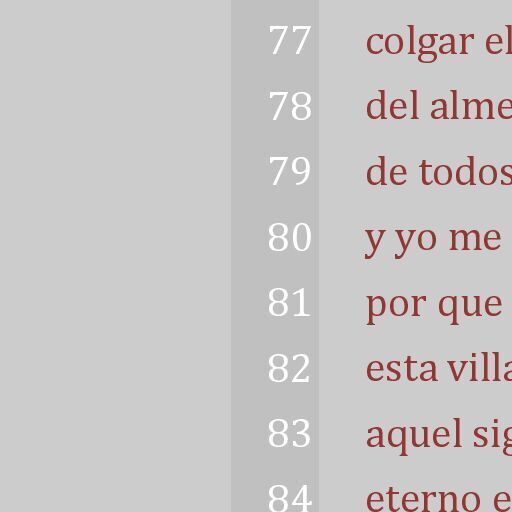 77 colgar el
78 del alme
79 de todos
80 y yo me
81 por que
82 esta villa
83 aquel sig
84 eterno e